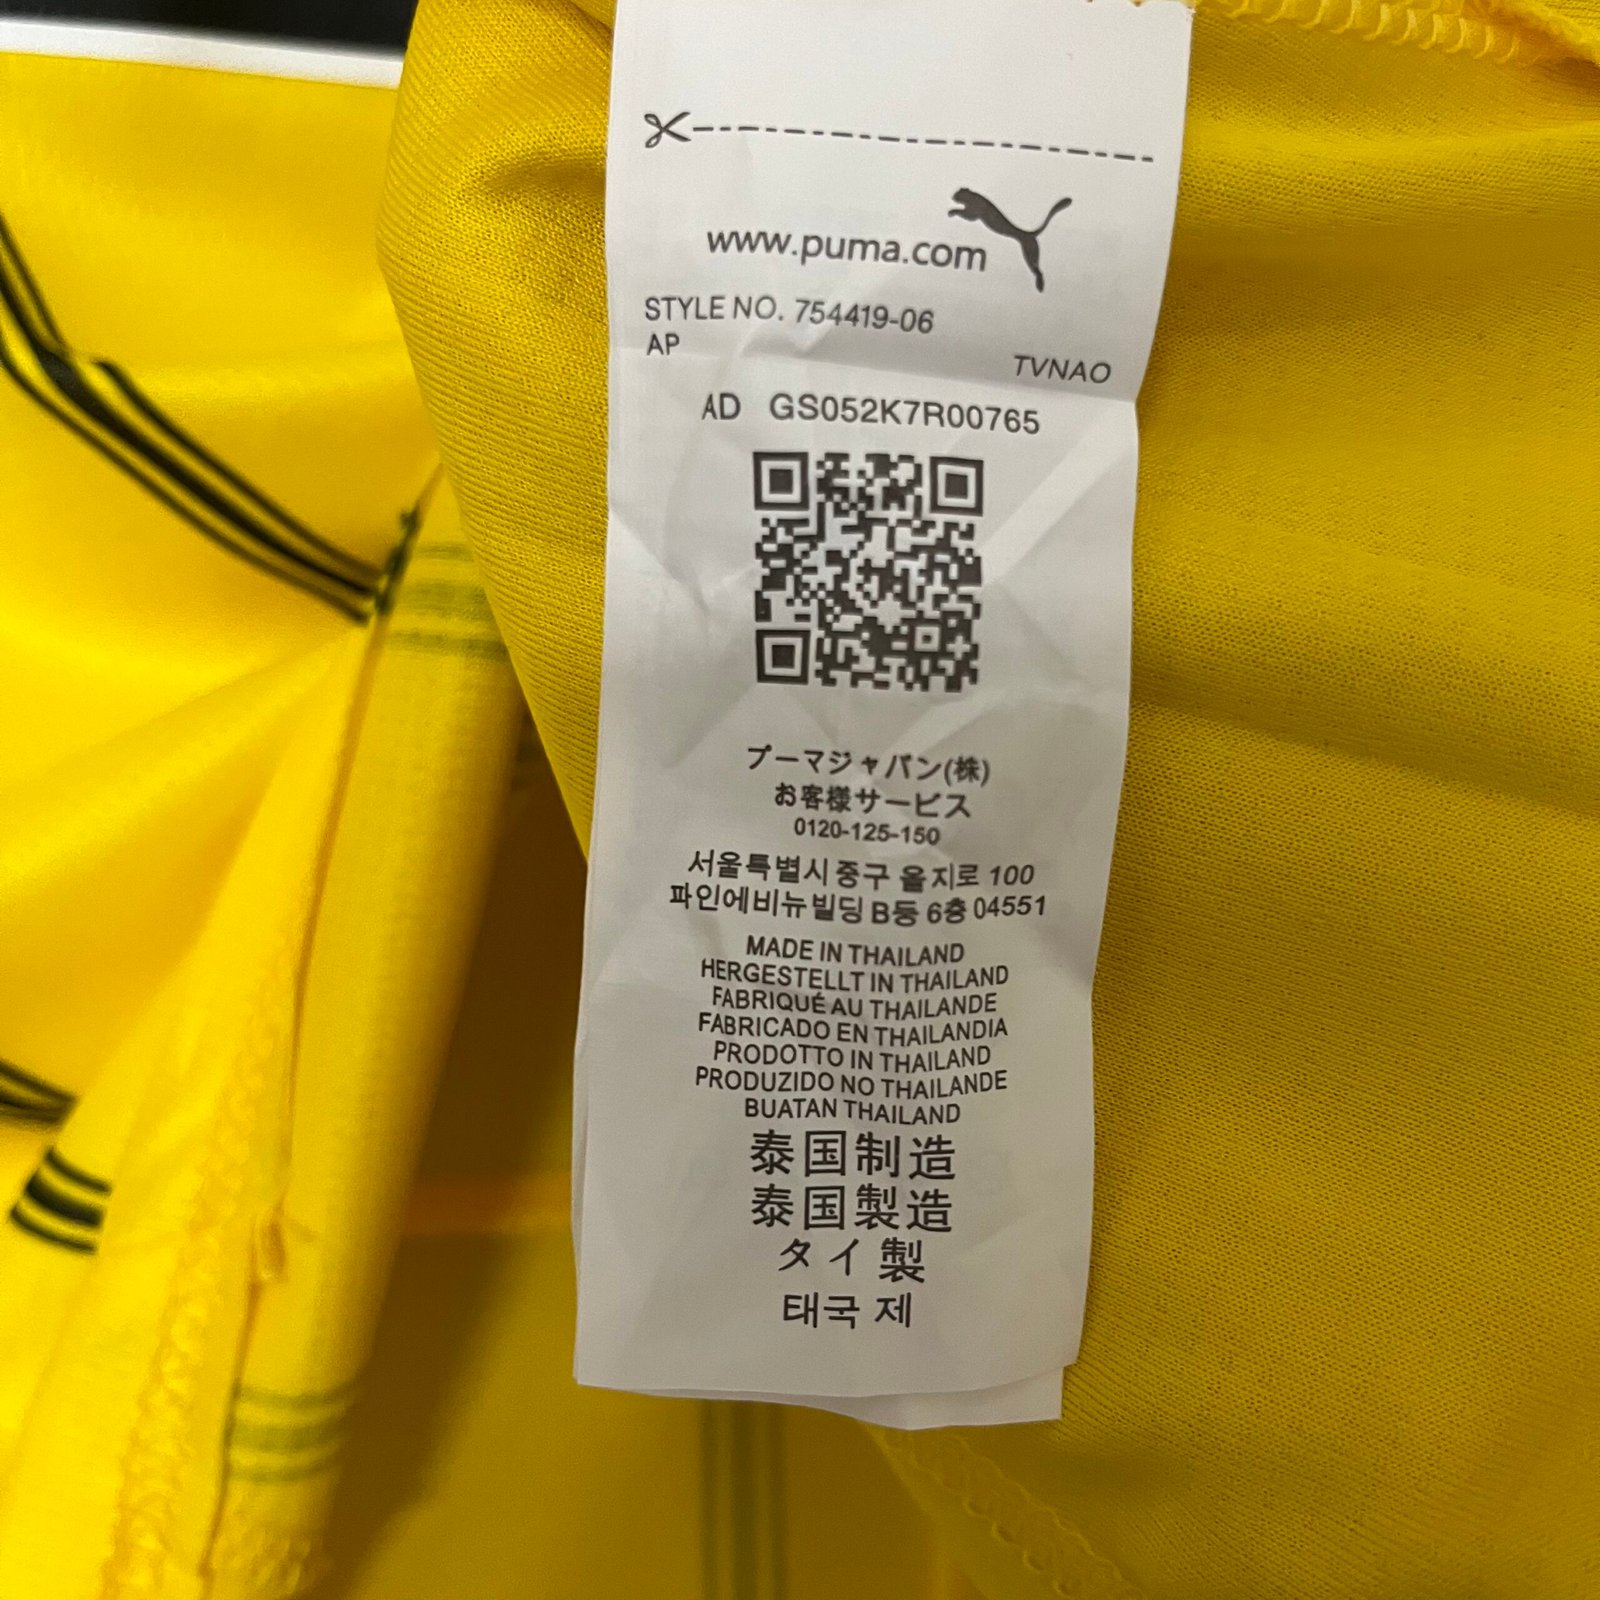 www.puma.com
STYLE NO. 754419-06
AP
TVNAO
AD GS052K7R00765
プーマジャパン(株)
お客様サービス
0120-125-150
서울특별시 중구 을지로 100
파인에비뉴빌딩 B동 6층 04551
MADE IN THAILAND
HERGESTELLT IN THAILAND
FABRIQUÉ AU THAILANDE
FABRICADO EN THAILANDIA
PRODOTTO IN THAILAND
PRODUZIDO NO THAILANDE
BUATAN THAILAND
泰国制造
泰国製造
タイ製
태국 제